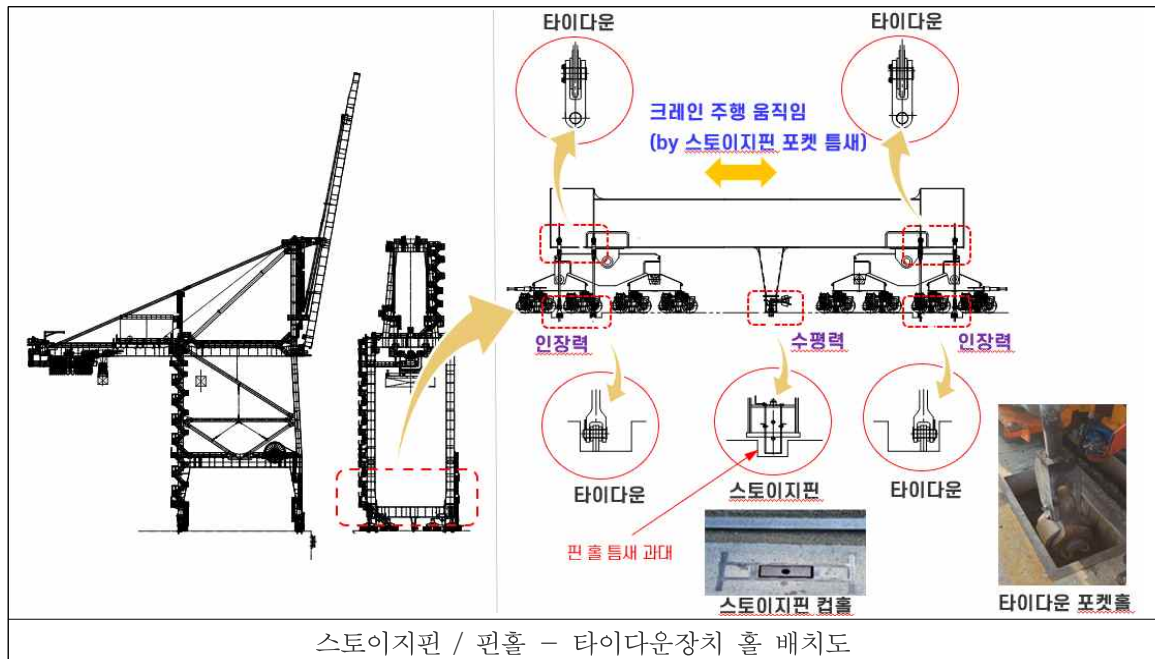 타이다운
타이다운
크레인 주행 움직임
(by 스토이지핀 포켓 틈새)
인장력
수평력
인장력
타이다운
스토이지핀
타이다운
핀 홀 틈새 과대
스토이지핀 컵홀
타이다운 포켓홀
스토이지핀 / 핀홀 - 타이다운장치 홀 배치도